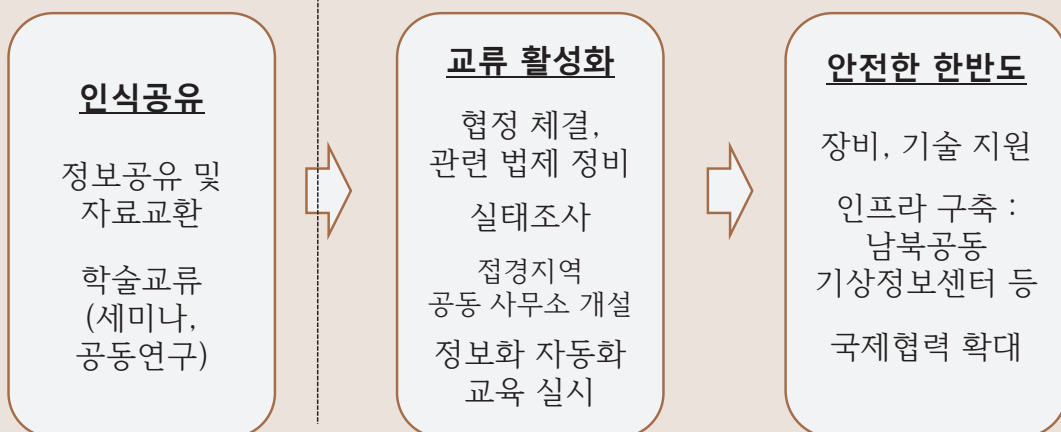 인식공유
정보공유 및
자료교환
학술교류
(세미나,
공동연구)
교류 활성화
협정 체결,
관련 법제 정비
실태조사
접경지역
공동 사무소 개설
정보화 자동화
교육 실시
안전한 한반도
장비, 기술 지원
인프라 구축 :
남북공동
기상정보센터 등
국제협력 확대